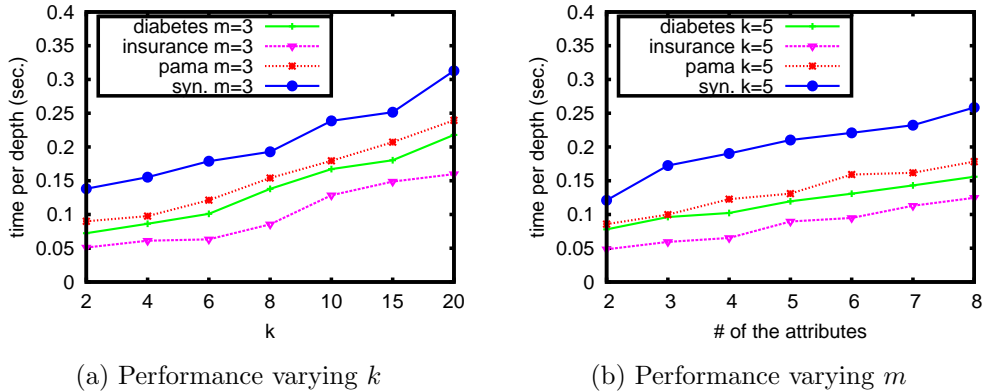 0.4
0.35
0.3
0.25
0.2
0.15
0.1
0.05
0
time per depth (sec.)
diabetes m=3
insurance m=3
pama m=3
syn. m=3
2 4 6 8 10 15 20
k
(a) Performance varying k
0.4
0.35
0.3
0.25
0.2
0.15
0.1
0.05
0
time per depth (sec.)
diabetes k=5
insurance k=5
pama k=5
syn. k=5
2 3 4 5 6 7 8
# of the attributes
(b) Performance varying m